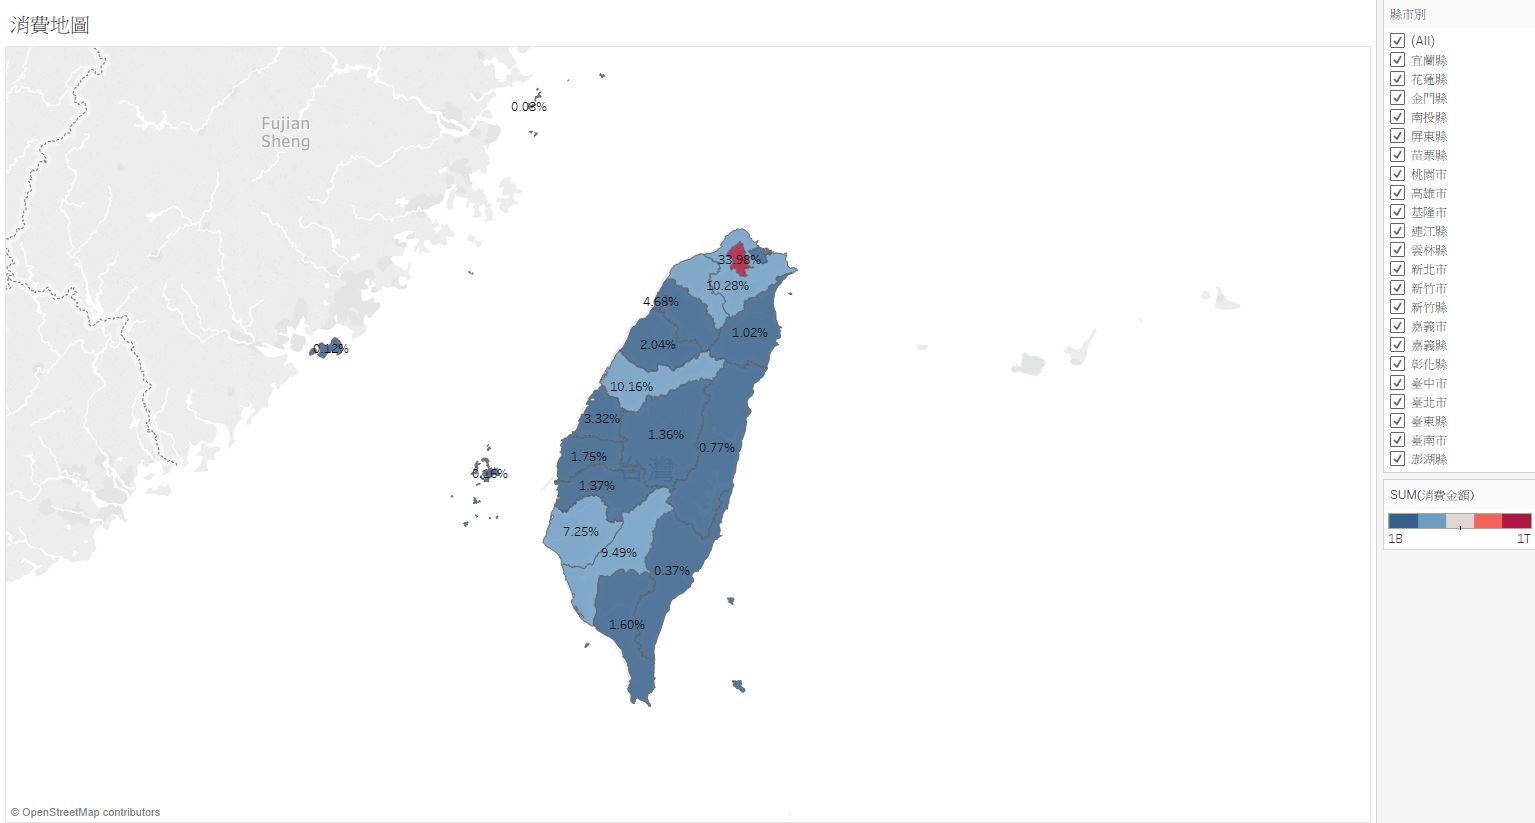 消費地圖
Fujian
Sheng
0.03%
33.98%
10.28%
4.68%
1.02%
2.04%
0.12%
10.16%
3.32%
1.36%
0.77%
1.75%
0.16%
台灣
1.37%
7.25%
9.49%
0.37%
1.60%
© OpenStreetMap contributors
縣市別
(All)
宜蘭縣
花蓮縣
金門縣
南投縣
屏東縣
苗栗縣
桃園市
高雄市
基隆市
連江縣
雲林縣
新北市
新竹市
新竹縣
嘉義市
嘉義縣
彰化縣
臺中市
臺北市
臺東縣
臺南市
澎湖縣
SUM(消費金額)
1B 1T